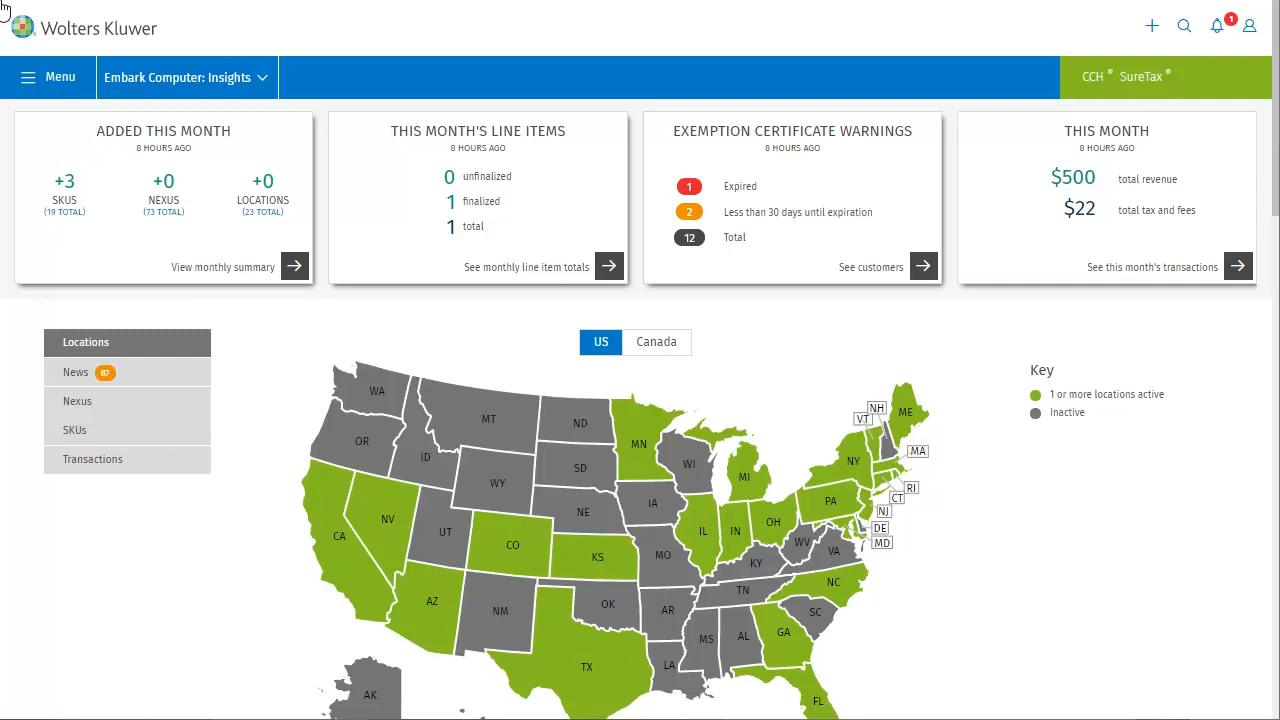 Wolters Kluwer
1
Menu
Embark Computer: Insights
CCH ® SureTax ®
ADDED THIS MONTH
8 HOURS AGO
+3
SKUS
(19 TOTAL)
+0
NEXUS
(73 TOTAL)
+0
LOCATIONS
(23 TOTAL)
View monthly summary
THIS MONTH'S LINE ITEMS
8 HOURS AGO
0 unfinalized
1 finalized
1 total
See monthly line item totals
EXEMPTION CERTIFICATE WARNINGS
8 HOURS AGO
1 Expired
2 Less than 30 days until expiration
12 Total
See customers
THIS MONTH
8 HOURS AGO
$500 total revenue
$22 total tax and fees
See this month's transactions
Locations
News 87
Nexus
SKUs
Transactions
US
Canada
Key
1 or more locations active
Inactive
WA
MT
ND
MN
OR
ID
SD
WI
WY
IA
NE
MI
NY
VT
NH
ME
MA
RI
CT
NJ
DE
MD
PA
NV
UT
CA
CO
KS
MO
IL
IN
OH
WV
VA
KY
NC
TN
SC
AZ
NM
OK
AR
MS
AL
GA
TX
LA
FL
AK